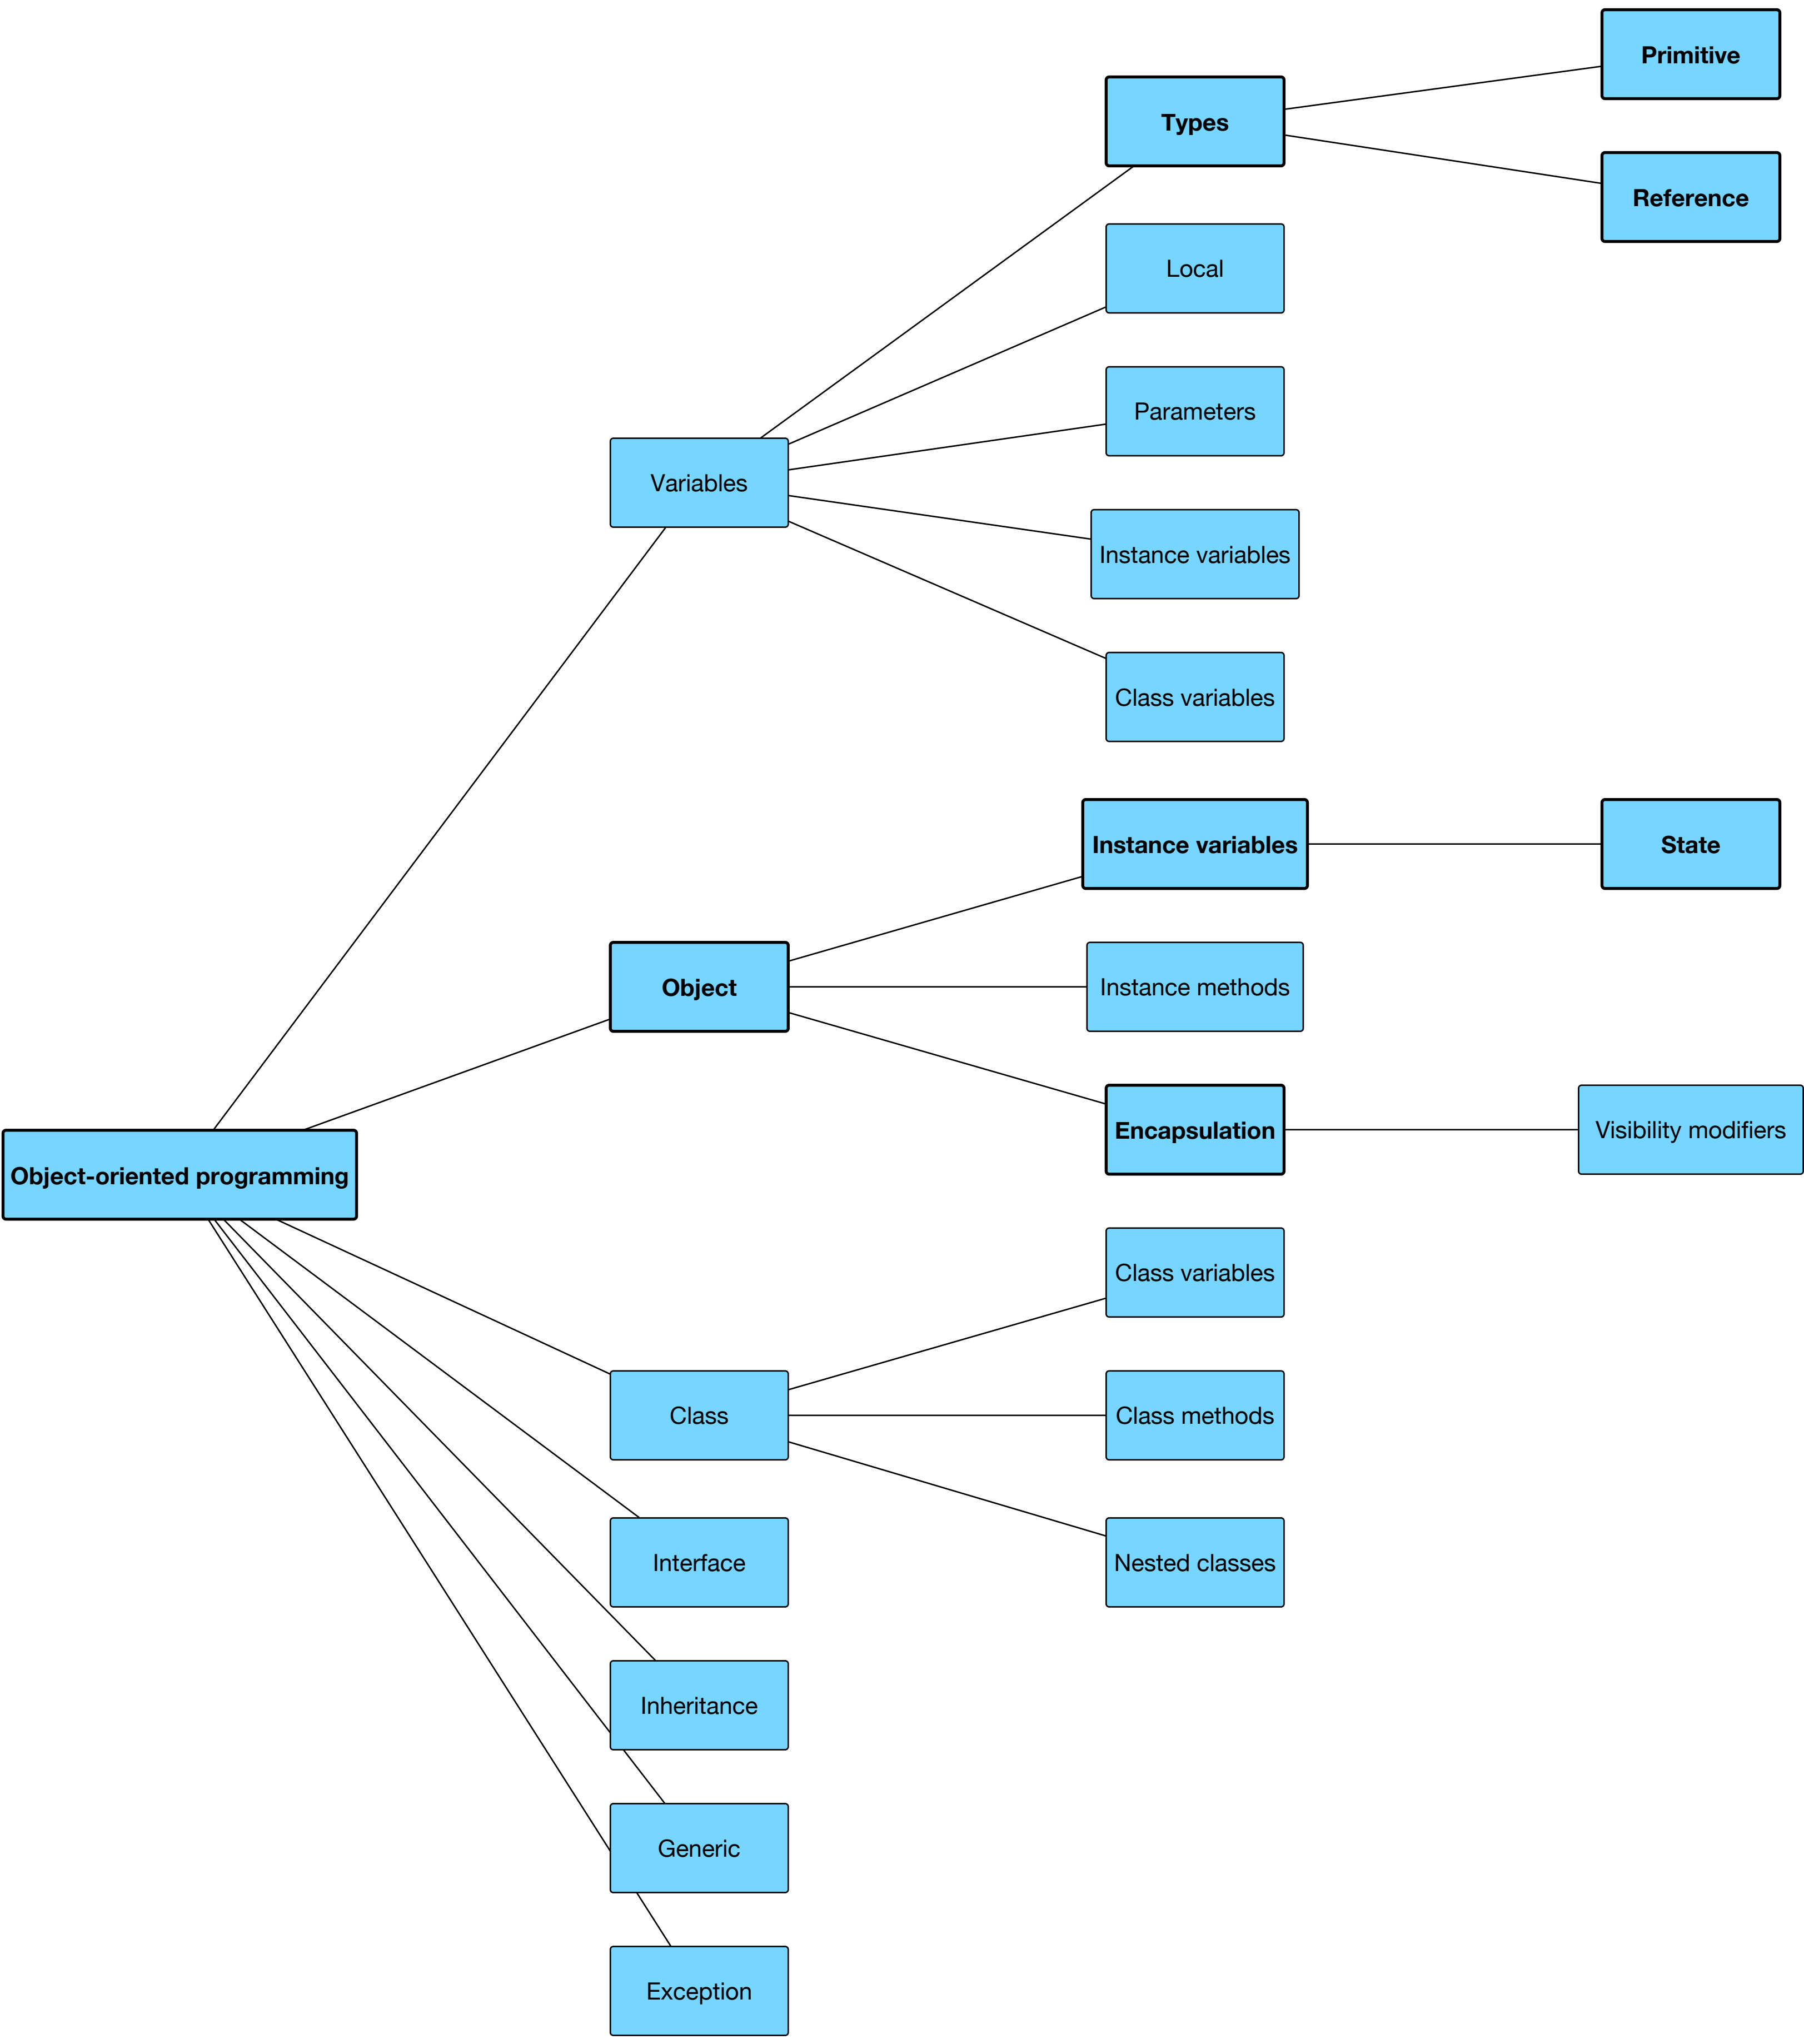 Primitive
Types
Reference
Local
Parameters
Variables
Instance variables
Class variables
Instance variables
State
Object
Instance methods
Encapsulation
Visibility modifiers
Object-oriented programming
Class variables
Class
Class methods
Interface
Nested classes
Inheritance
Generic
Exception